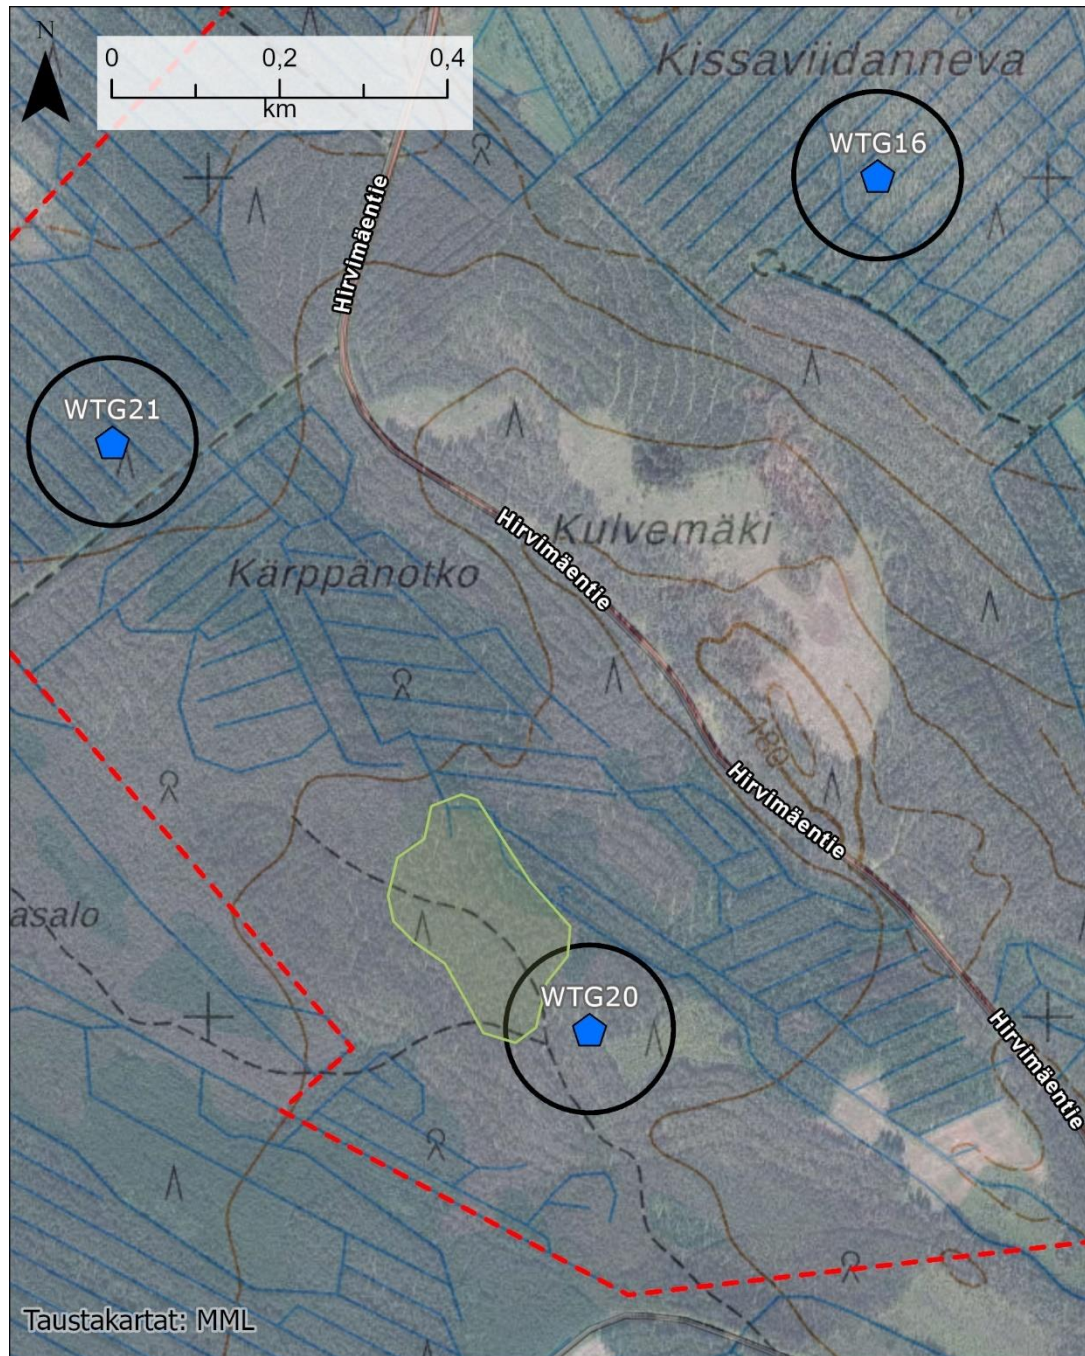 N
0 0,2 0,4
km
Kissaviidanneva
WTG16
Hirvimäentie
WTG21
Hirvimäentie
Kulvemäki
Kärppänotko
180
Hirvimäentie
asalo
WTG20
Hirvimäentie
Taustakartat: MML